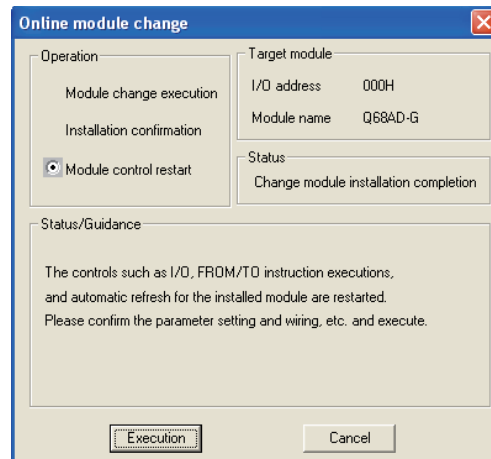 Online module change
Operation
Module change execution
Installation confirmation
Module control restart
Target module
I/O address 000H
Module name Q68AD-G
Status
Change module installation completion
Status/Guidance
The controls such as I/O, FROM/TO instruction executions,
and automatic refresh for the installed module are restarted.
Please confirm the parameter setting and wiring, etc. and execute.
Execution
Cancel